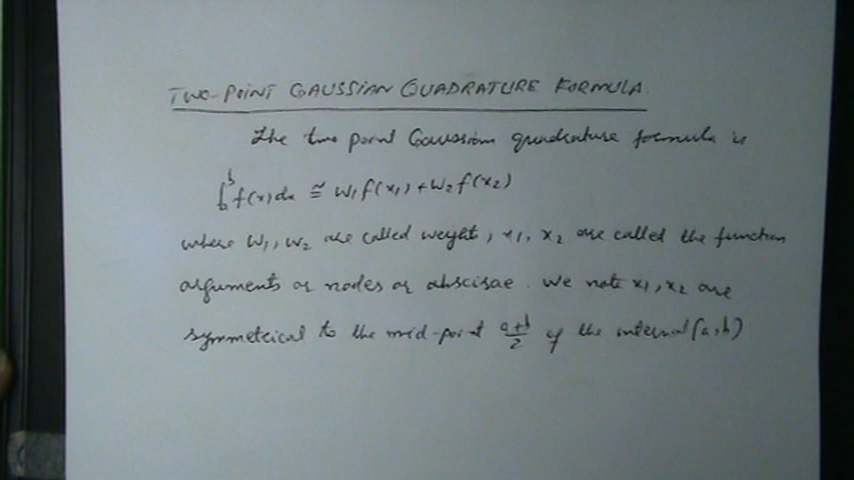 TWO-POINT GAUSSIAN QUADRATURE FORMULA.
The two point Gaussian quadrature formula is
∫_a^b f(x)dx ≅ W₁f(x₁)+W₂f(x₂)
where W₁, W₂ are called weight, x₁, x₂ are called the function
arguments or nodes or abscisae. We note x₁, x₂ are
symmetrical to the mid-point (a+b)/2 of the interval (a,b)